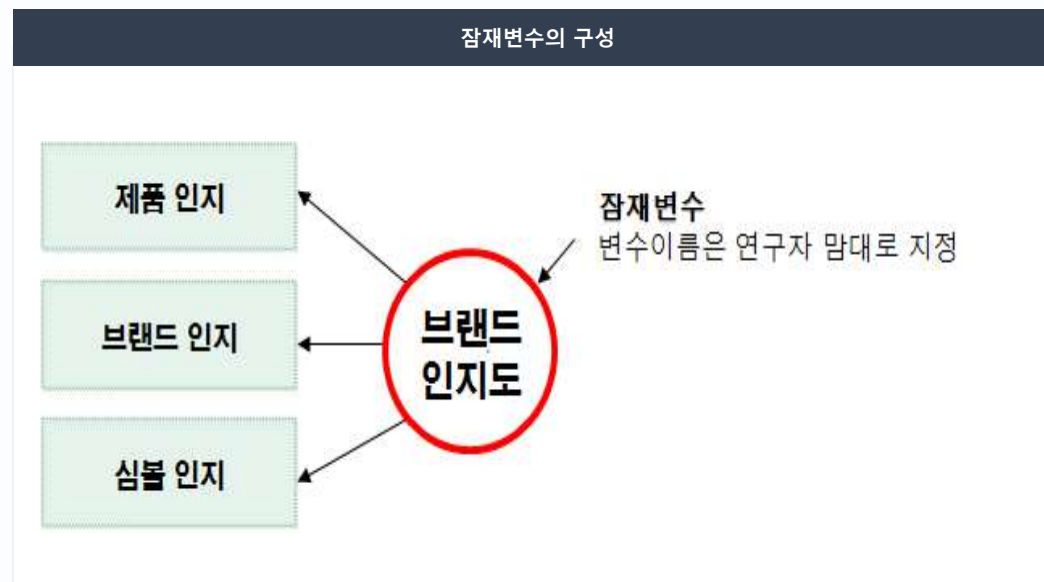 잠재변수의 구성
제품 인지
잠재변수
변수이름은 연구자 맘대로 지정
브랜드 인지
브랜드
인지도
심볼 인지